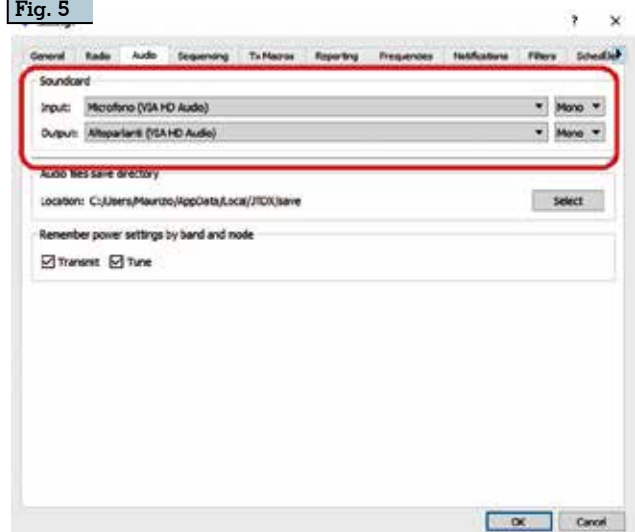 Fig. 5
? ×
General Radio Audio Sequencing Tx Macros Reporting Frequencies Notifications Filters
Soundcard
Input: Microfono (VIA HD Audio) Mono
Output: Altoparlanti (VIA HD Audio) Mono
Audio files save directory
Location: C:/Users/Maurizio/AppData/Local/JTDX/save Select
Remember power settings by band and mode
Transmit Tune
OK Cancel